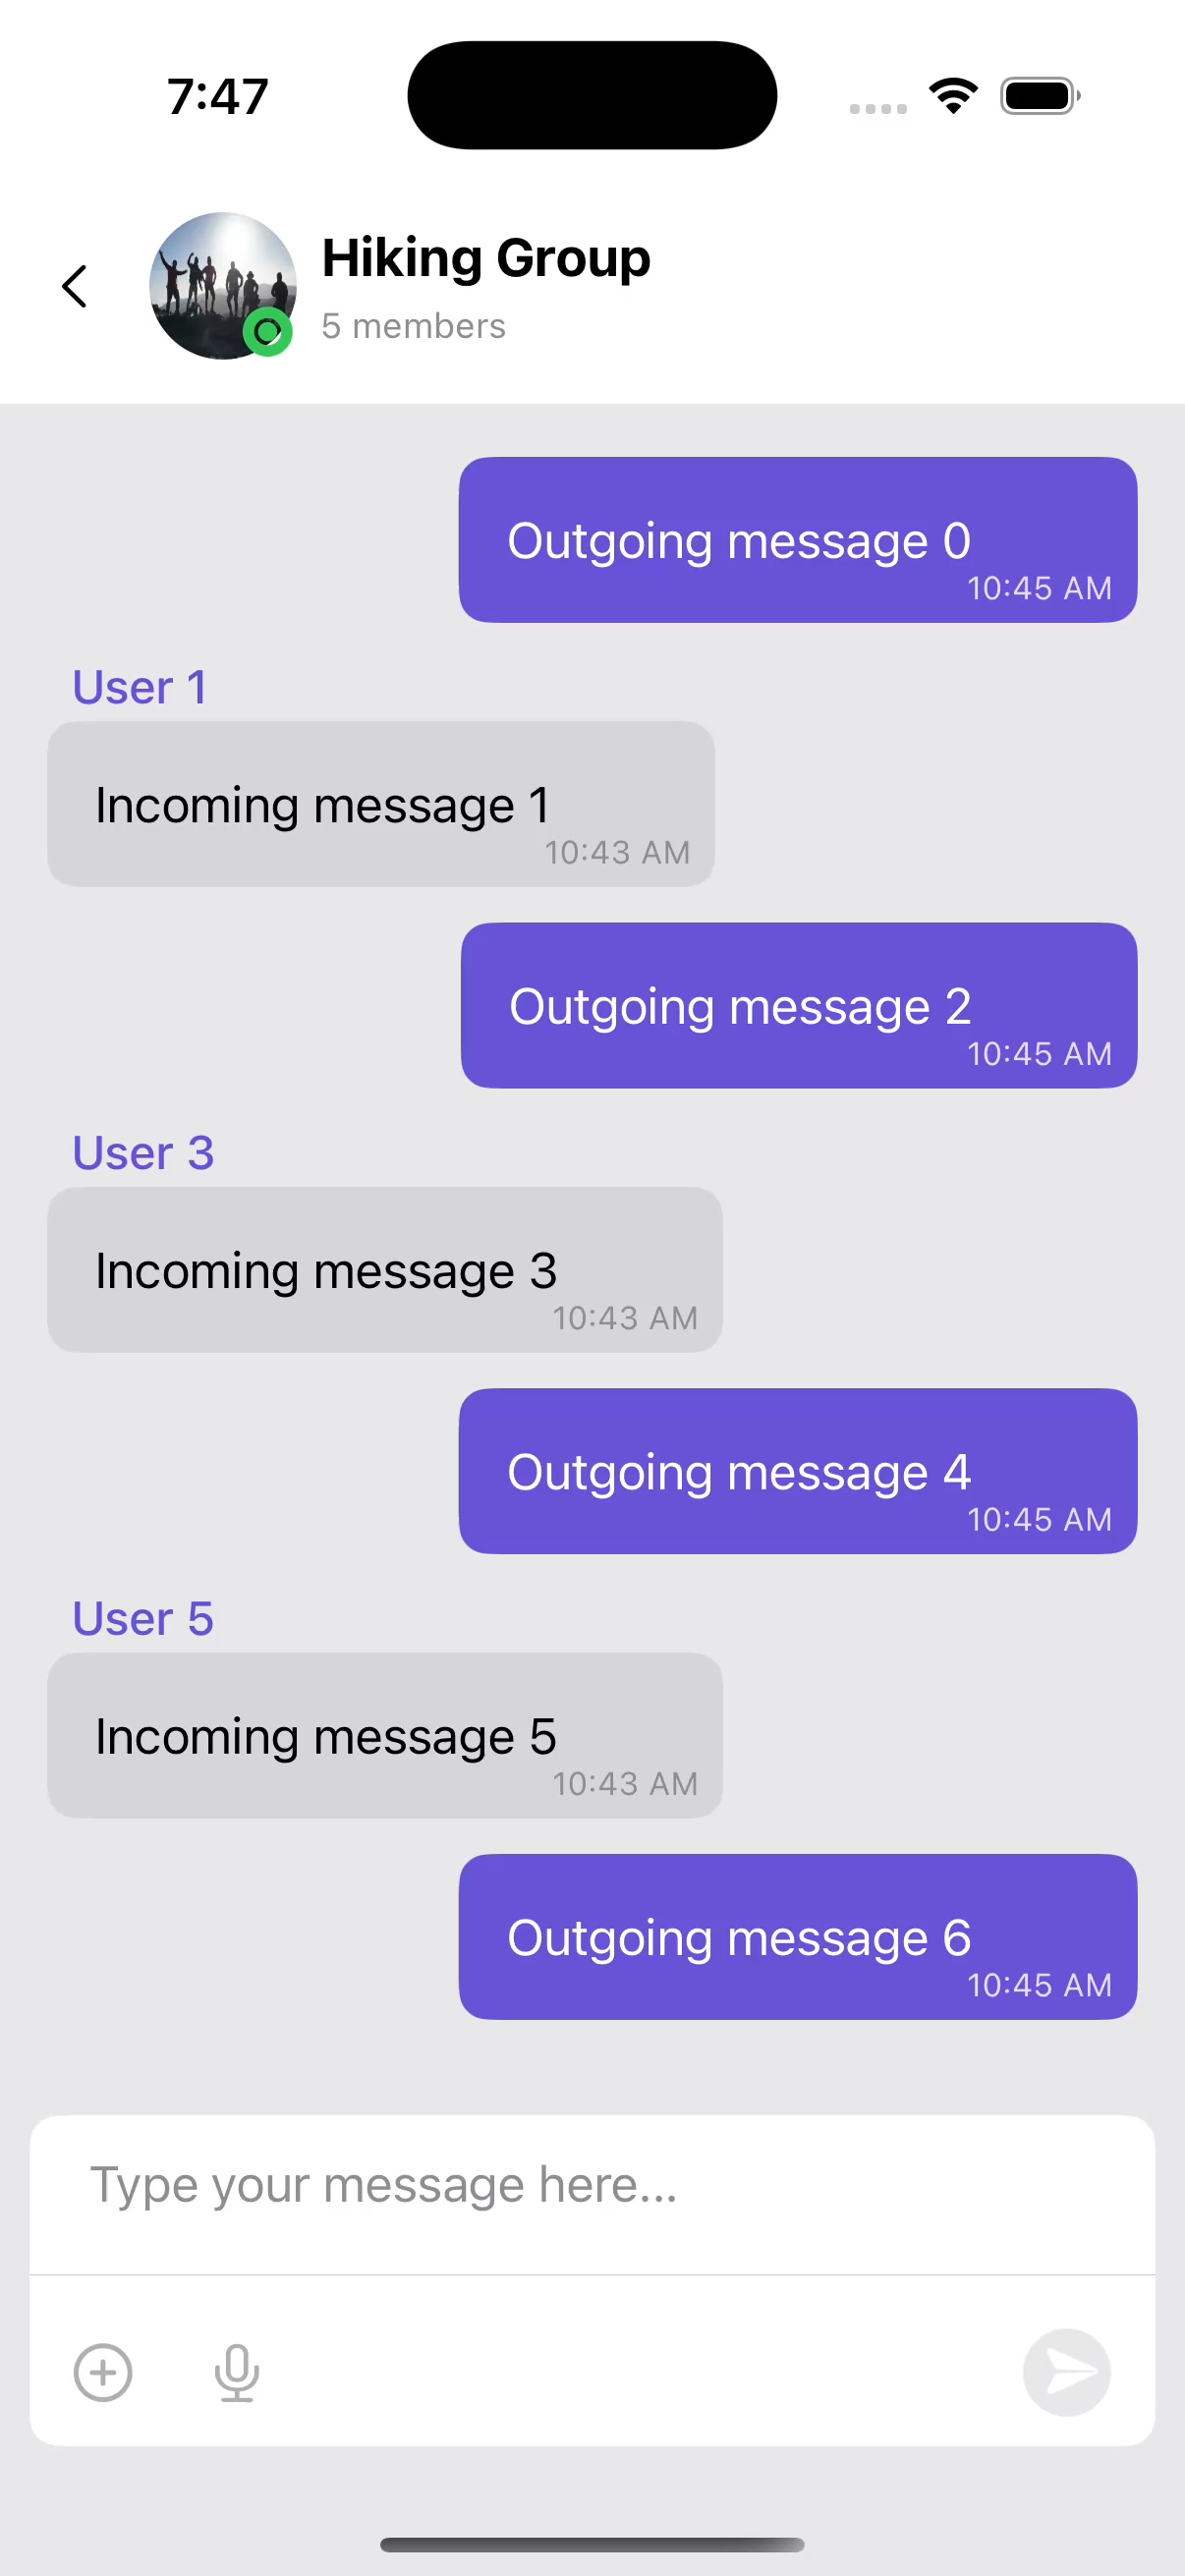 7:47
Hiking Group
5 members
Outgoing message 0
10:45 AM
User 1
Incoming message 1
10:43 AM
Outgoing message 2
10:45 AM
User 3
Incoming message 3
10:43 AM
Outgoing message 4
10:45 AM
User 5
Incoming message 5
10:43 AM
Outgoing message 6
10:45 AM
Type your message here...